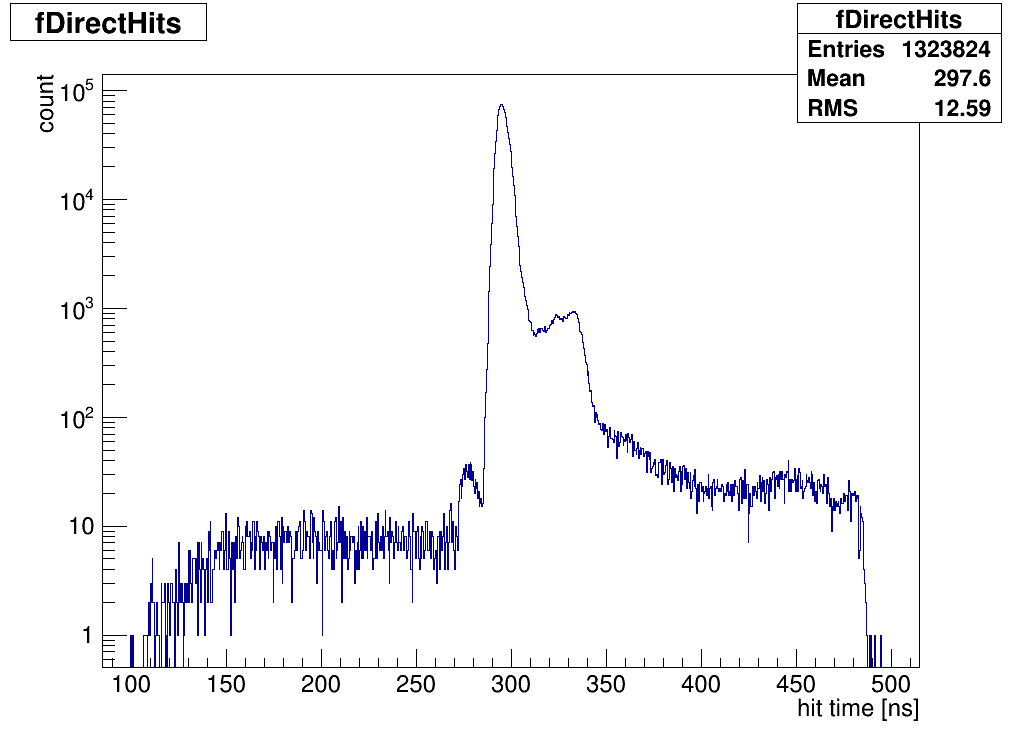 fDirectHits
fDirectHits
Entries 1323824
Mean 297.6
RMS 12.59
count
10^5
10^4
10^3
10^2
10
1
100 150 200 250 300 350 400 450 500
hit time [ns]